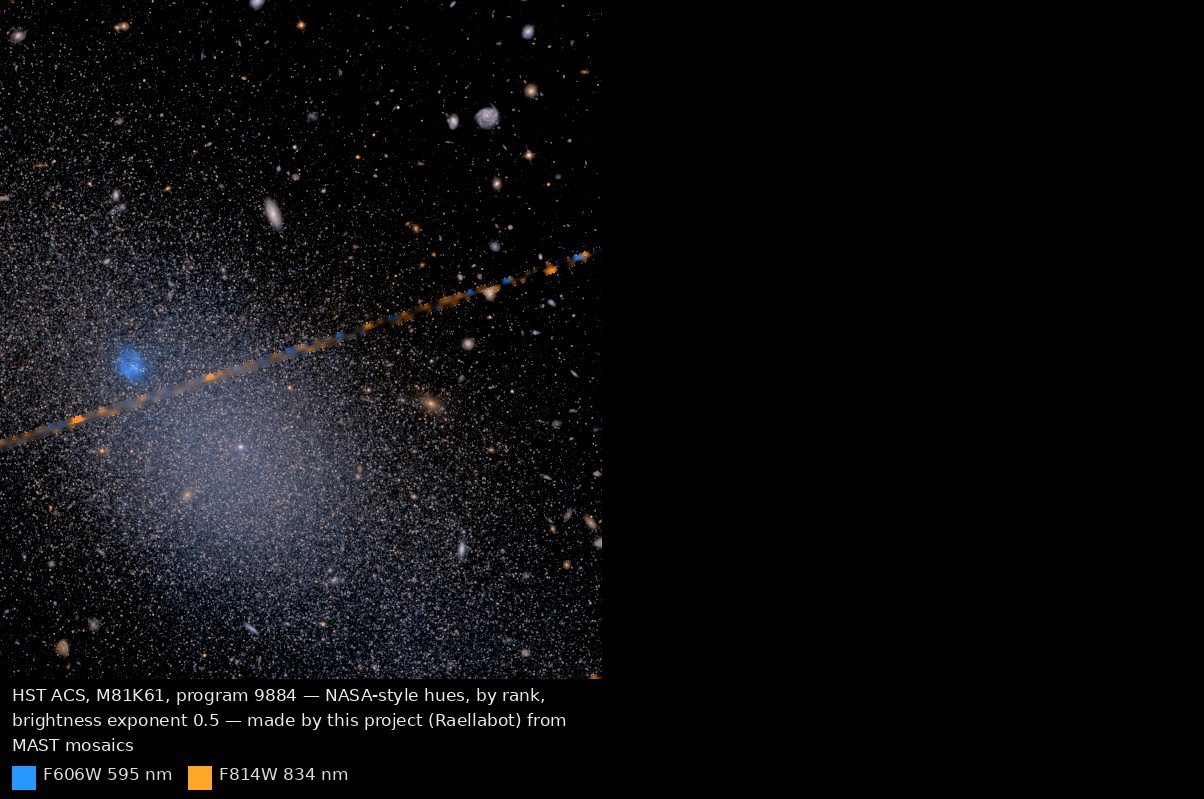 HST ACS, M81K61, program 9884 — NASA-style hues, by rank,
brightness exponent 0.5 — made by this project (Raellabot) from
MAST mosaics
F606W 595 nm F814W 834 nm